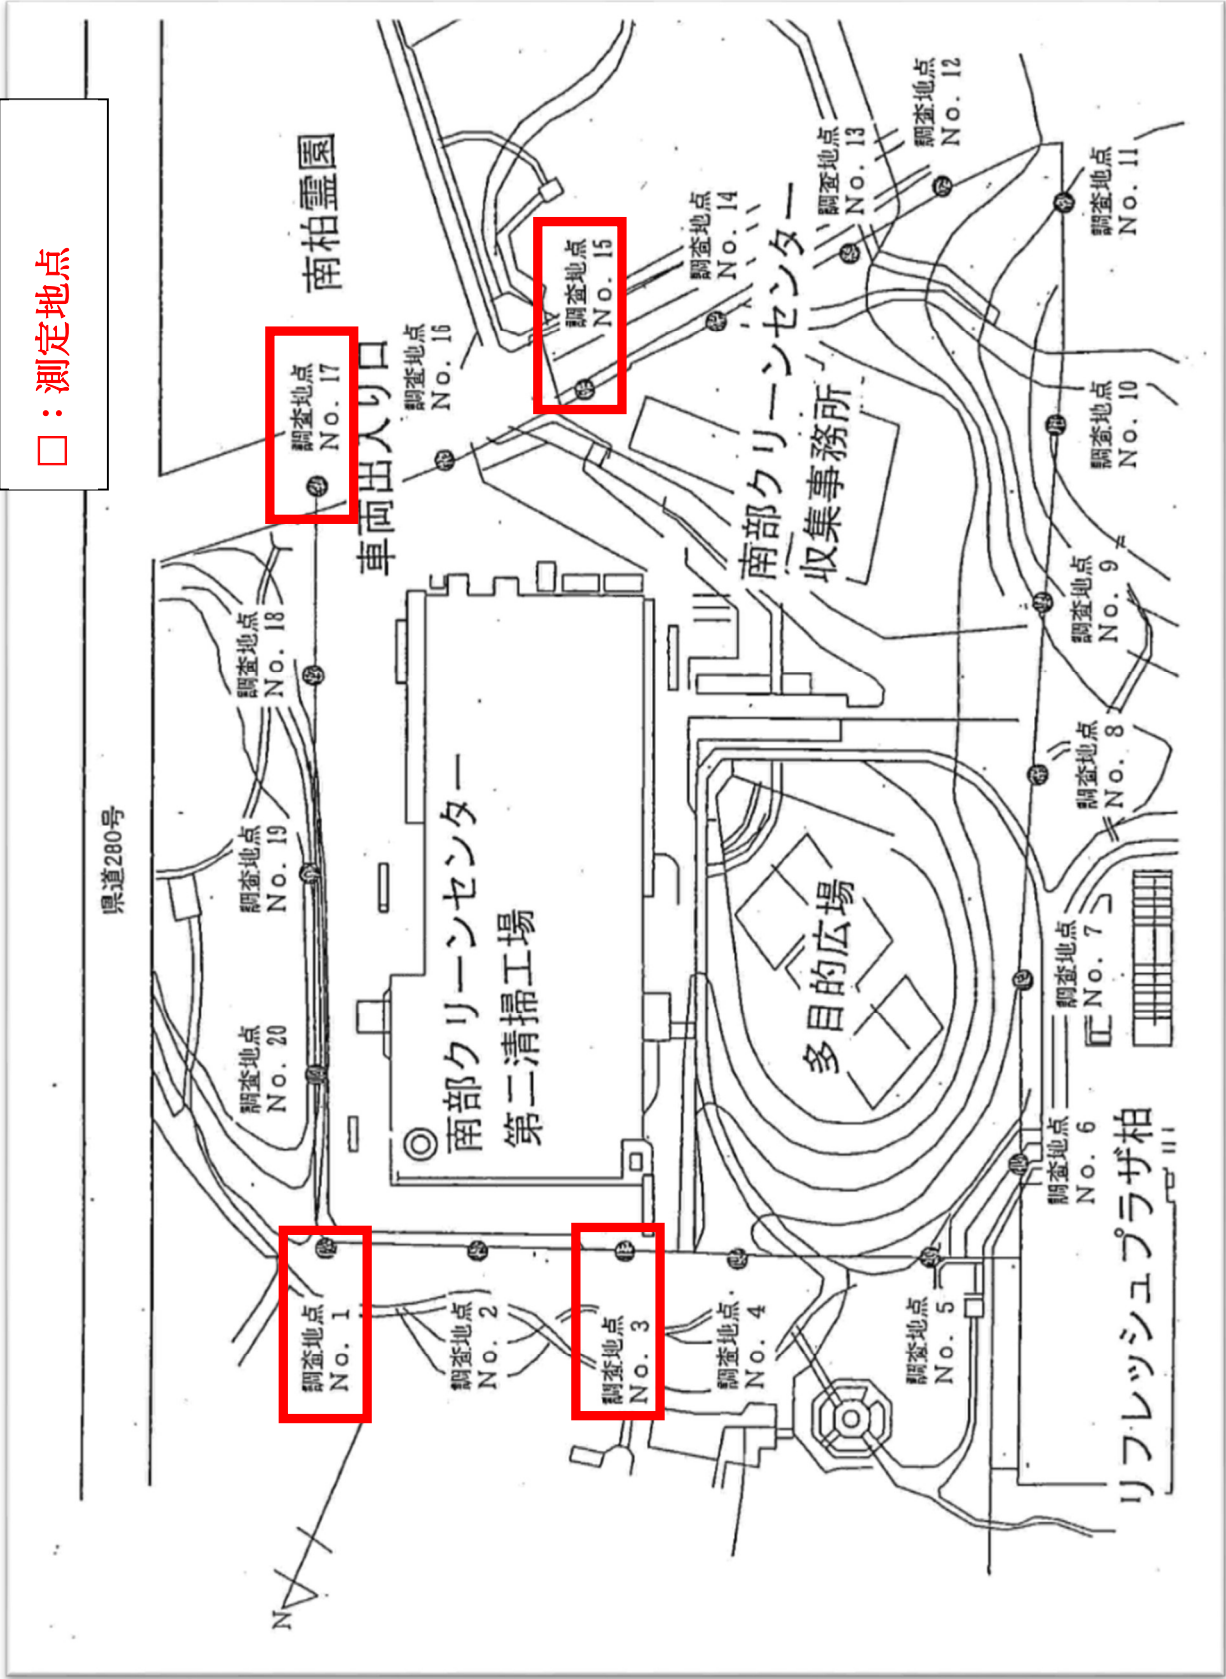 □:測定地点
県道280号
南柏霊園
車両出入り口
調査地点
No. 17
調査地点
No. 16
調査地点
No. 15
調査地点
No. 14
調査地点
No. 13
調査地点
No. 12
調査地点
No. 11
調査地点
No. 10
調査地点
No. 9
調査地点
No. 8
調査地点
No. 7
調査地点
No. 6
調査地点
No. 5
調査地点
No. 4
調査地点
No. 3
調査地点
No. 2
調査地点
No. 1
調査地点
No. 20
調査地点
No. 19
調査地点
No. 18
南部クリーンセンター
第二清掃工場
南部クリーンセンター
収集事務所
多目的広場
リフレッシュプラザ柏
N